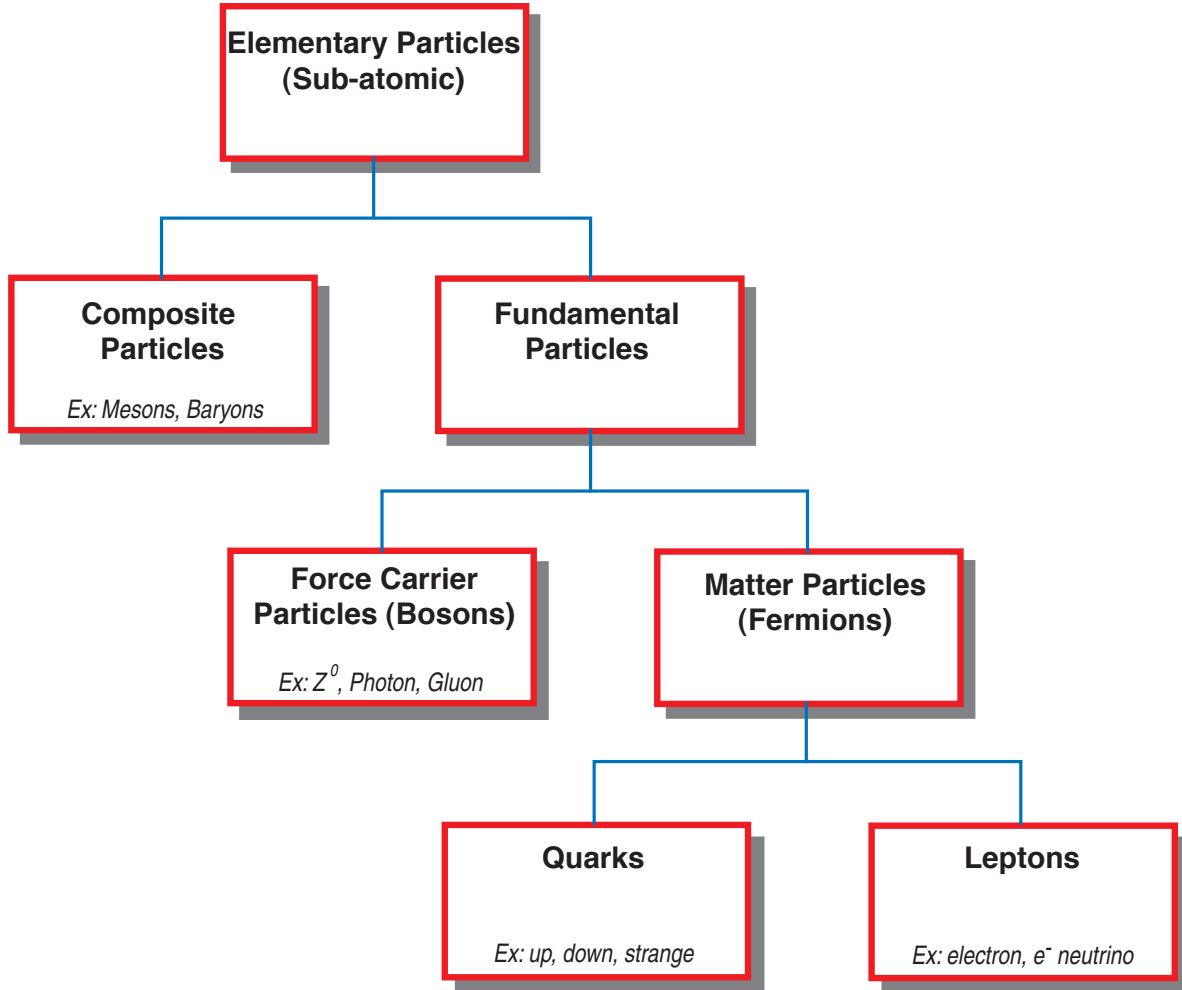 Elementary Particles
(Sub-atomic)
Composite
Particles
Ex: Mesons, Baryons
Fundamental
Particles
Force Carrier
Particles (Bosons)
Ex: Z⁰, Photon, Gluon
Matter Particles
(Fermions)
Quarks
Ex: up, down, strange
Leptons
Ex: electron, e⁻ neutrino